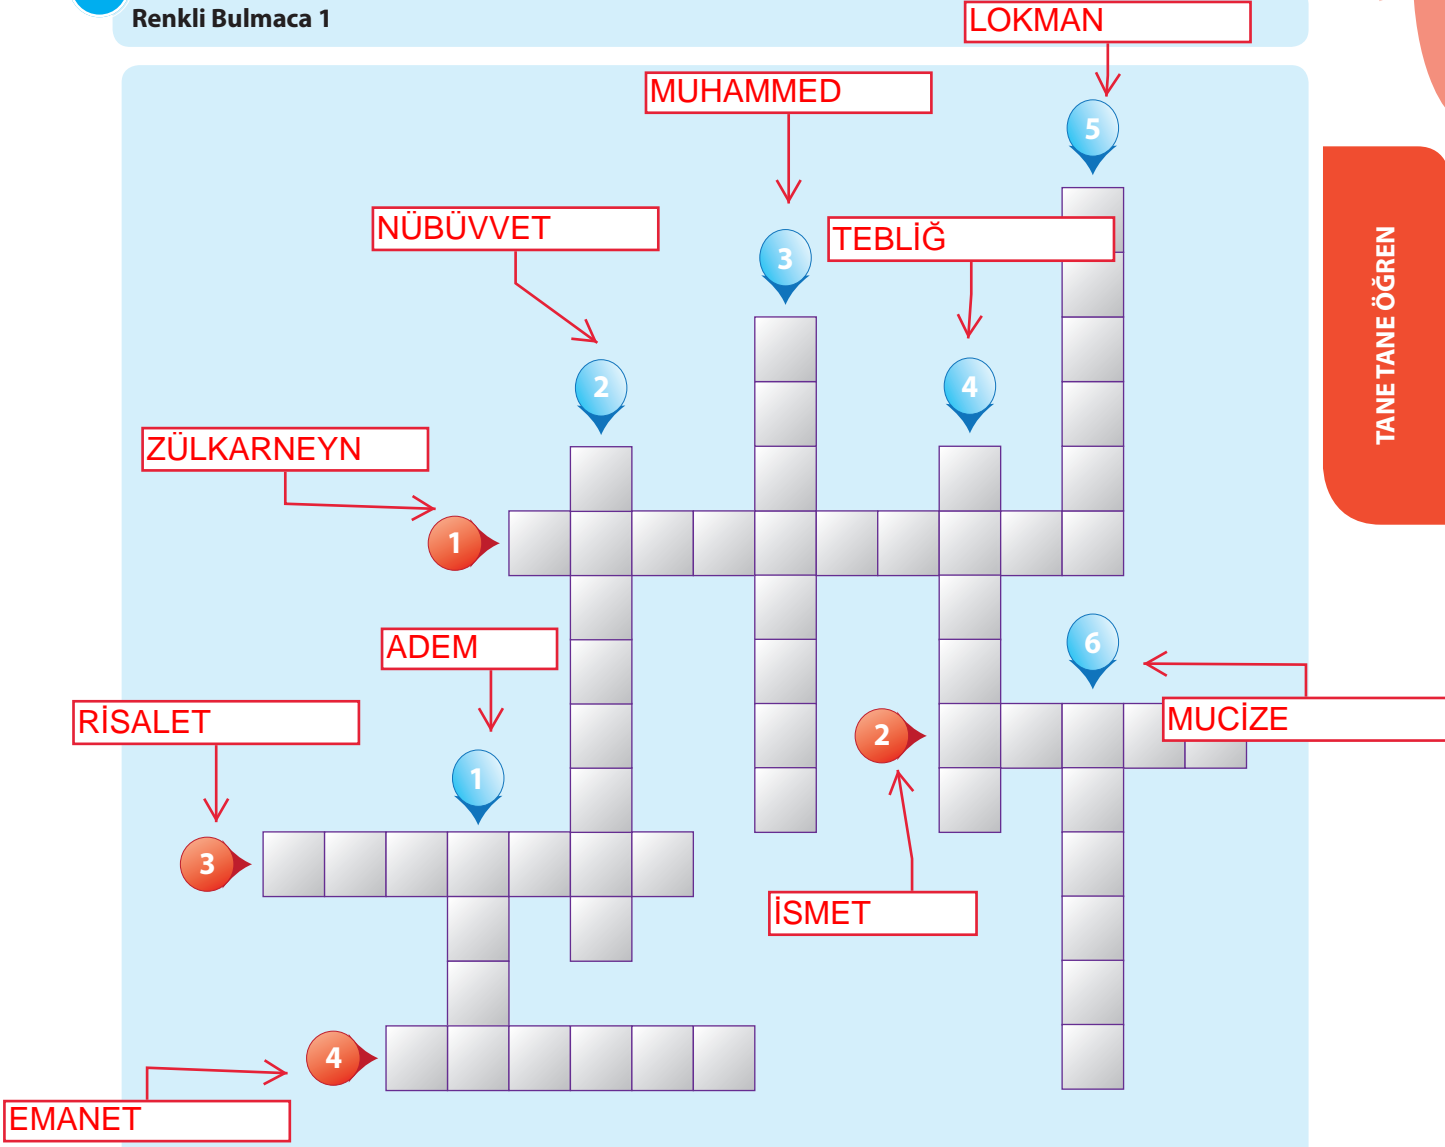 Renkli Bulmaca 1
LOKMAN
MUHAMMED
5
NÜBÜVVET
TEBLİĞ
3
2
4
ZÜLKARNEYN
1
ADEM
6
RİSALET
MUCİZE
2
1
3
İSMET
4
EMANET
TANE TANE ÖĞREN